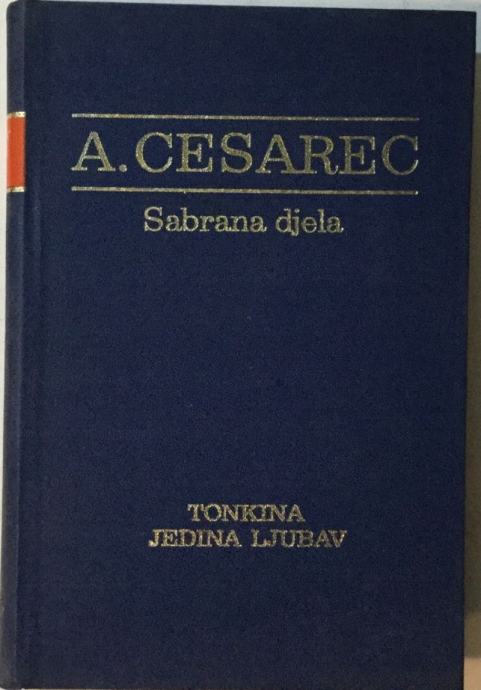 A. CESAREC
Sabrana djela
TONKINA
JEDINA LJUBAV